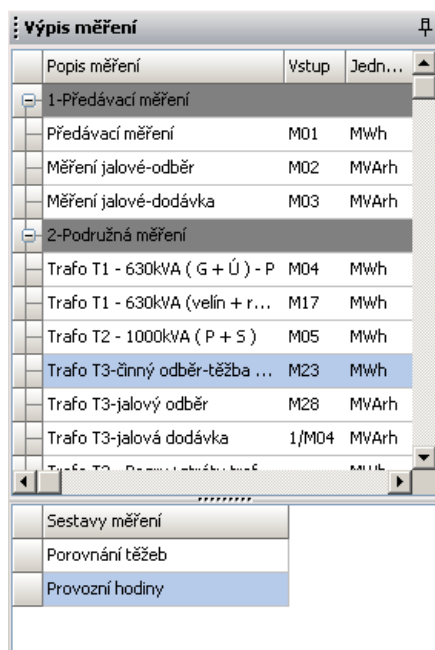 Výpis měření
Popis měření Vstup Jedn...
1-Předávací měření
Předávací měření M01 MWh
Měření jalové-odběr M02 MVArh
Měření jalové-dodávka M03 MVArh
2-Podružná měření
Trafo T1 - 630kVA ( G + Ú ) - P M04 MWh
Trafo T1 - 630kVA (velín + r... M17 MWh
Trafo T2 - 1000kVA ( P + S ) M05 MWh
Trafo T3-činný odběr-těžba ... M23 MWh
Trafo T3-jalový odběr M28 MVArh
Trafo T3-jalová dodávka 1/M04 MVArh
Sestavy měření
Porovnání těžeb
Provozní hodiny